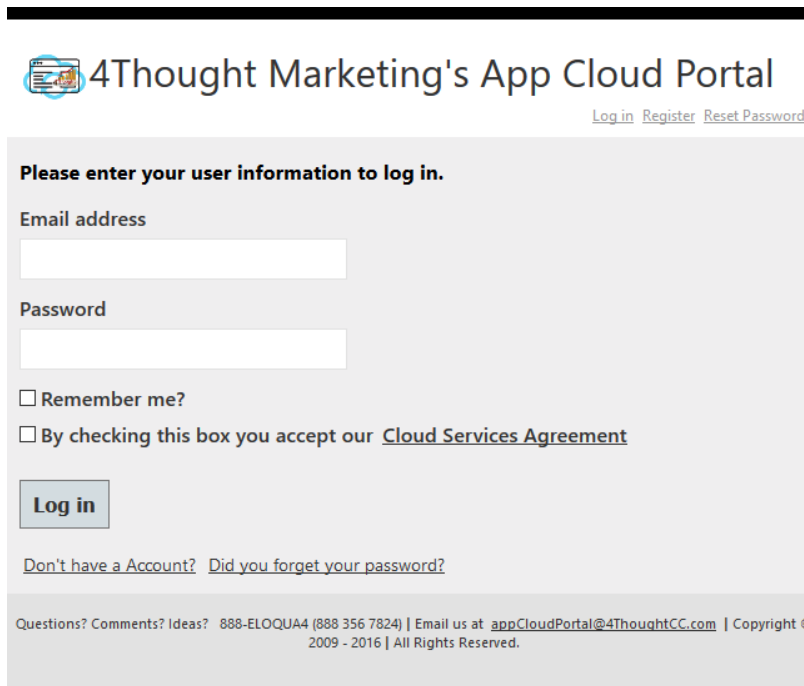 4Thought Marketing's App Cloud Portal
Log in Register Reset Password
Please enter your user information to log in.
Email address
Password
Remember me?
By checking this box you accept our Cloud Services Agreement
Log in
Don't have a Account? Did you forget your password?
Questions? Comments? Ideas? 888-ELOQUA4 (888 356 7824) | Email us at appCloudPortal@4ThoughtCC.com | Copyright ©
2009 - 2016 | All Rights Reserved.